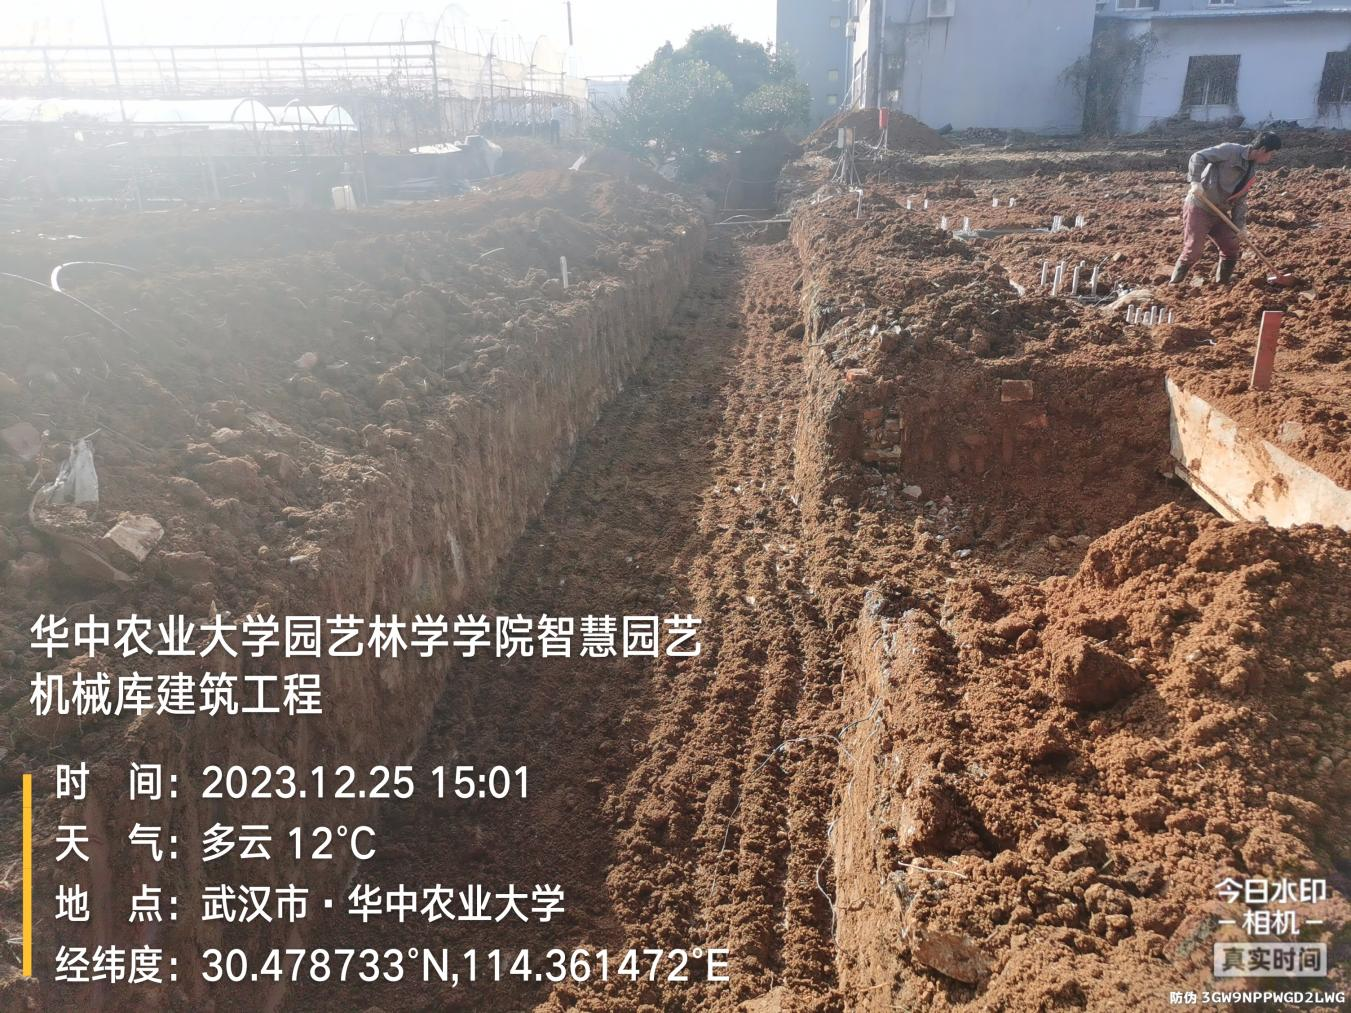 华中农业大学园艺林学学院智慧园艺
机械库建筑工程
时 间：2023.12.25 15:01
天 气：多云 12°C
地 点：武汉市·华中农业大学
经纬度：30.478733°N,114.361472°E
今日水印
相机
真实时间
防伪 3GW9NPPWGD2LWG